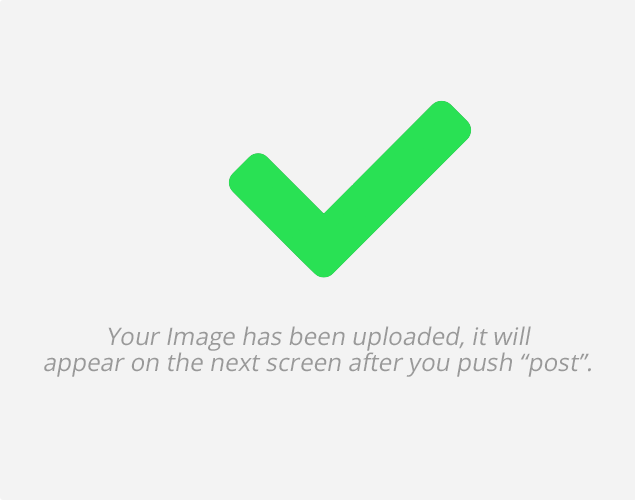 Your Image has been uploaded, it will
appear on the next screen after you push “post”.